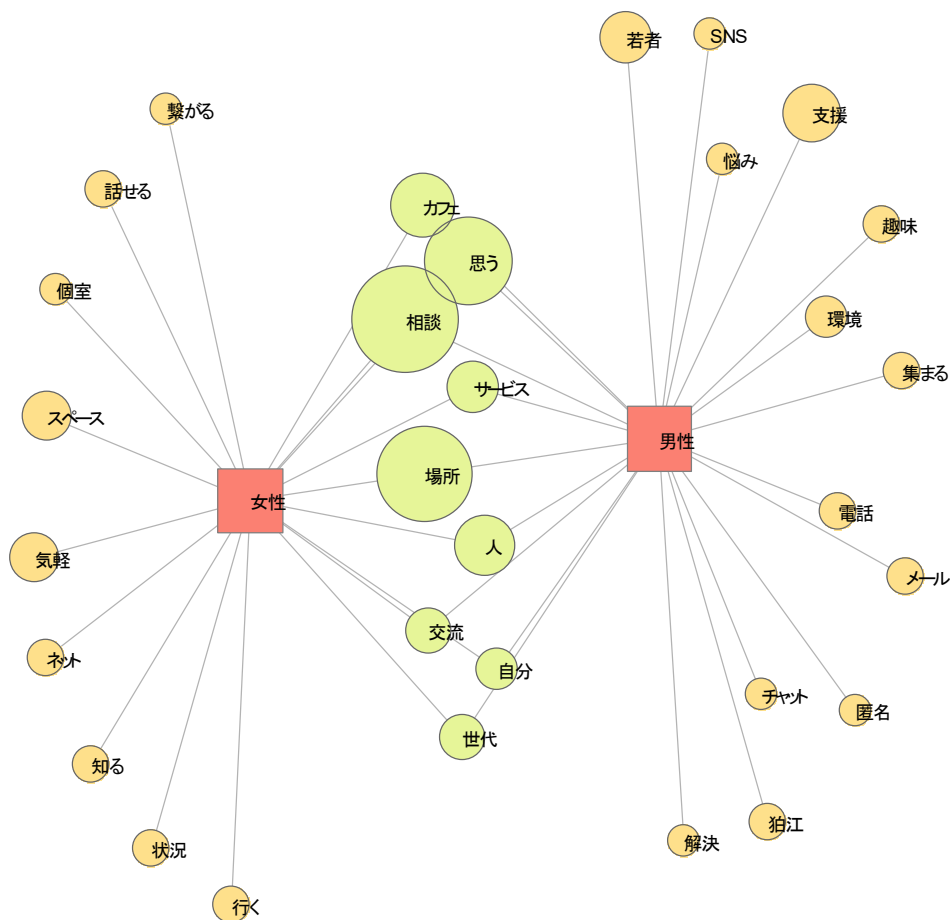 若者
SNS
支援
悩み
繋がる
話せる
カフェ
趣味
思う
個室
環境
相談
集まる
サービス
スペース
男性
場所
女性
電話
人
気軽
メール
交流
ネット
自分
チャット
匿名
世代
知る
狛江
解決
状況
行く